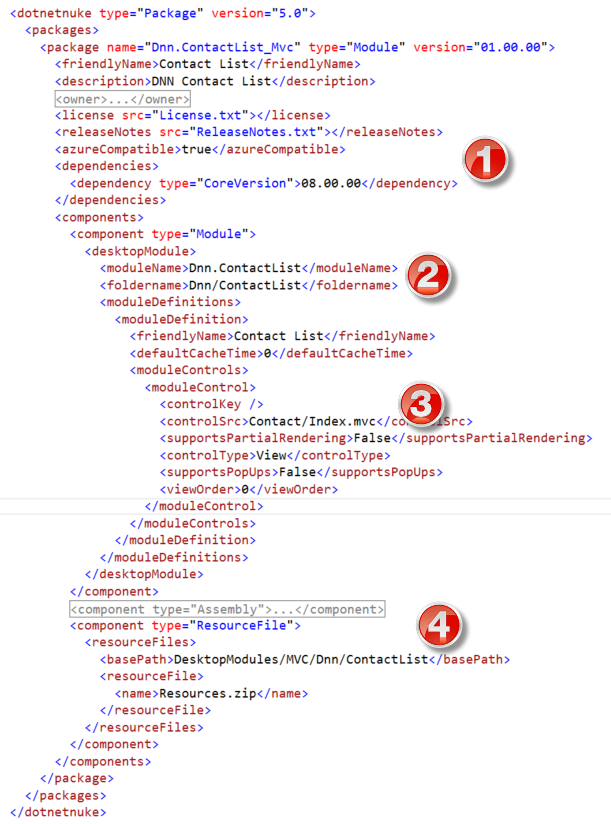 <dotnetnuke type="Package" version="5.0">
<packages>
<package name="Dnn.ContactList_Mvc" type="Module" version="01.00.00">
<friendlyName>Contact List</friendlyName>
<description>DNN Contact List</description>
<owner>...</owner>
<license src="License.txt"></license>
<releaseNotes src="ReleaseNotes.txt"></releaseNotes>
<azureCompatible>true</azureCompatible>
1
<dependencies>
<dependency type="CoreVersion">08.00.00</dependency>
</dependencies>
<components>
<component type="Module">
<desktopModule>
<moduleName>Dnn.ContactList</moduleName>
2
<foldername>Dnn/ContactList</foldername>
<moduleDefinitions>
<moduleDefinition>
<friendlyName>Contact List</friendlyName>
<defaultCacheTime>0</defaultCacheTime>
<moduleControls>
<moduleControl>
<controlKey />
3
<controlSrc>Contact/Index.mvc</controlSrc>
<supportsPartialRendering>False</supportsPartialRendering>
<controlType>View</controlType>
<supportsPopUps>False</supportsPopUps>
<viewOrder>0</viewOrder>
</moduleControl>
</moduleControls>
</moduleDefinition>
</moduleDefinitions>
</desktopModule>
</component>
<component type="Assembly">...</component>
<component type="ResourceFile">
4
<resourceFiles>
<basePath>DesktopModules/MVC/Dnn/ContactList</basePath>
<resourceFile>
<name>Resources.zip</name>
</resourceFile>
</resourceFiles>
</component>
</components>
</package>
</packages>
</dotnetnuke>